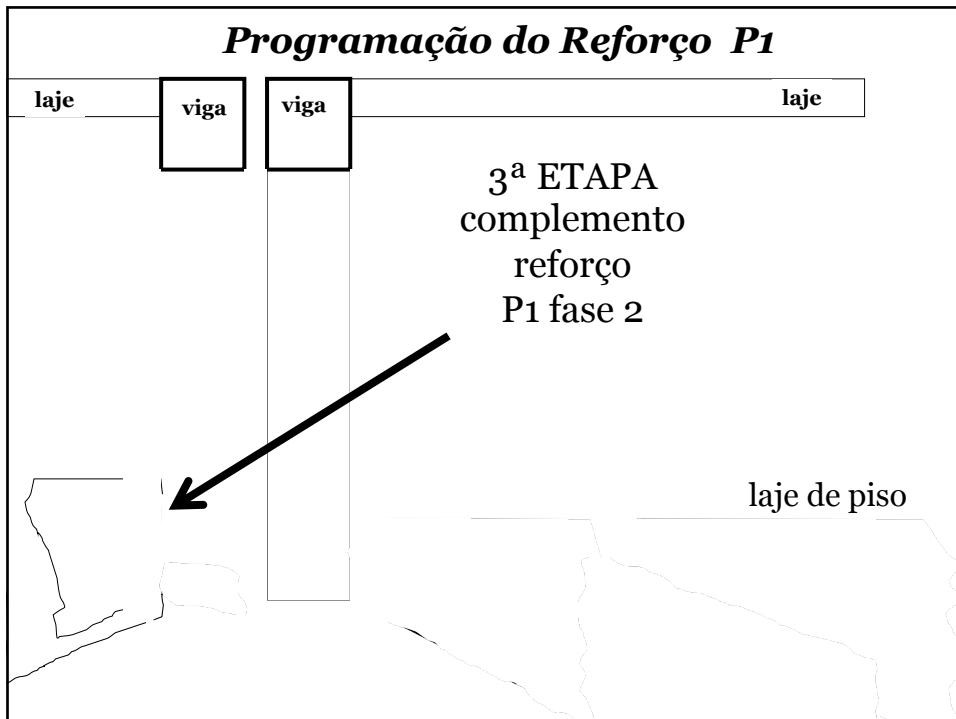 Programação do Reforço P1
laje
viga
viga
laje
3ª ETAPA
complemento
reforço
P1 fase 2
laje de piso